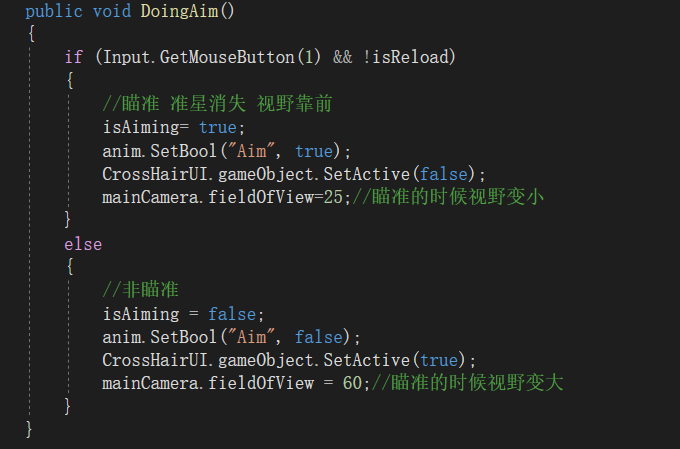 public void DoingAim()
{
if (Input.GetMouseButton(1) && !isReload)
{
//瞄准 准星消失 视野靠前
isAiming= true;
anim.SetBool("Aim", true);
CrossHairUI.gameObject.SetActive(false);
mainCamera.fieldOfView=25;//瞄准的时候视野变小
}
else
{
//非瞄准
isAiming = false;
anim.SetBool("Aim", false);
CrossHairUI.gameObject.SetActive(true);
mainCamera.fieldOfView = 60;//瞄准的时候视野变大
}
}